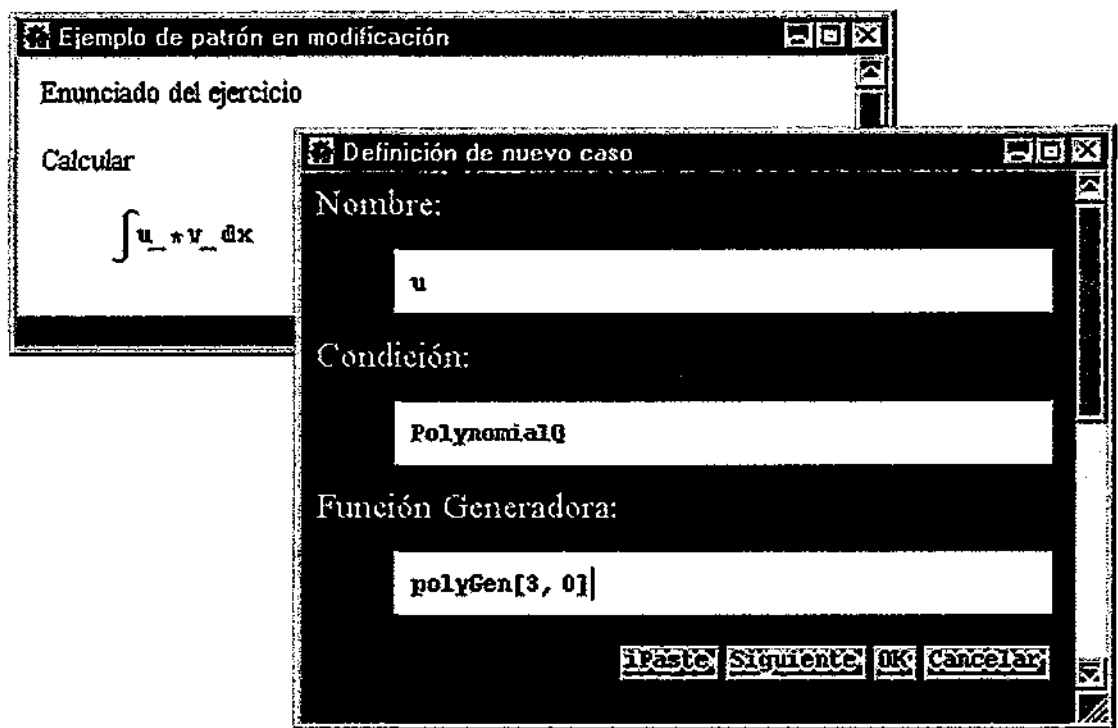 Ejemplo de patrón en modificación
Enunciado del ejercicio
Calcular
∫u_ * v_ dx
Definición de nuevo caso
Nombre:
u
Condición:
PolynomialQ
Función Generadora:
polyGen[3, 0]
iPaste Siguiente OK Cancelar